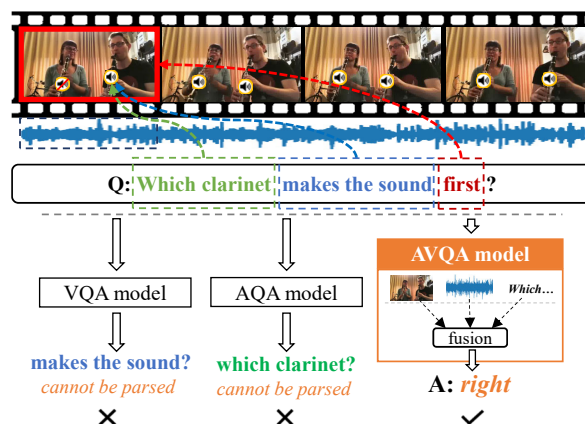 Q: Which clarinet makes the sound first ?
AVQA model
Which...
VQA model
AQA model
fusion
makes the sound?
cannot be parsed
which clarinet?
cannot be parsed
A: right